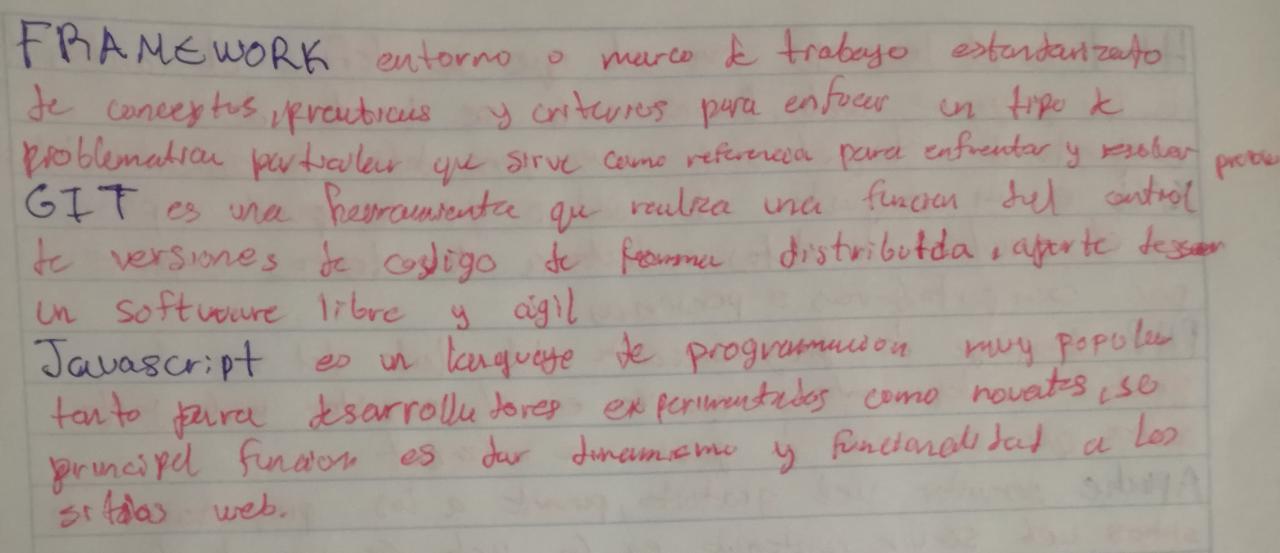 FRAMEWORK entorno o marco de trabajo estandarizado
de conceptos, practicas y criterios para enfocar un tipo de
problematica particular que sirve como referencia para enfrentar y resolver proble
GIT es una herramienta que realiza una funcion del control
de versiones de codigo de forma distribuida, aparte de ser
un software libre y agil
Javascript es un lenguaje de programacion muy popular
tanto para desarrolladores experimentados como novatos, su
principal funcion es dar dinamismo y funcionalidad a los
sitios web.